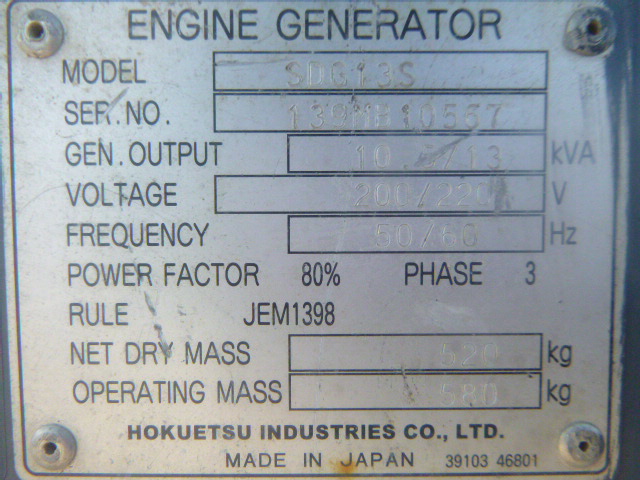 ENGINE GENERATOR
MODEL SDG13S
SER.NO.
GEN.OUTPUT kVA
VOLTAGE 200/220 V
FREQUENCY 50/60 Hz
POWER FACTOR 80% PHASE 3
RULE JEM1398
NET DRY MASS 520 kg
OPERATING MASS 580 kg
HOKUETSU INDUSTRIES CO., LTD.
MADE IN JAPAN 39103 46801